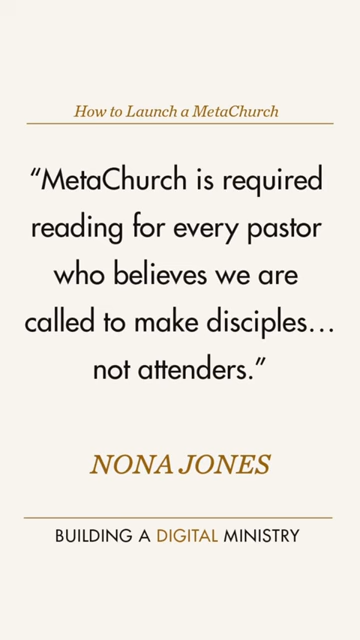 How to Launch a MetaChurch
“MetaChurch is required
reading for every pastor
who believes we are
called to make disciples…
not attenders.”
NONA JONES
BUILDING A DIGITAL MINISTRY